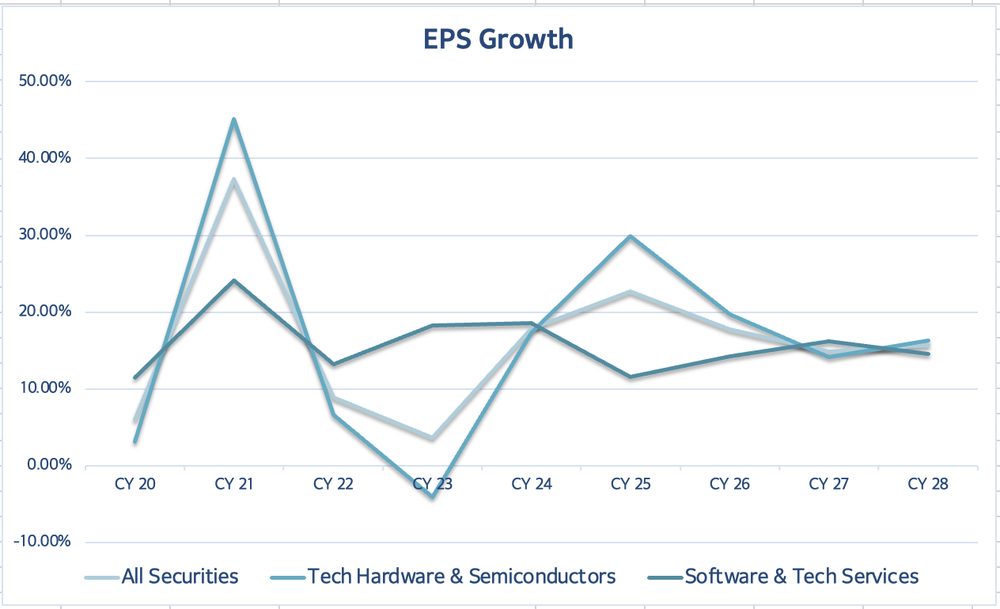 EPS Growth
50.00%
40.00%
30.00%
20.00%
10.00%
0.00%
CY 20 CY 21 CY 22 CY 23 CY 24 CY 25 CY 26 CY 27 CY 28
-10.00%
All Securities Tech Hardware & Semiconductors Software & Tech Services